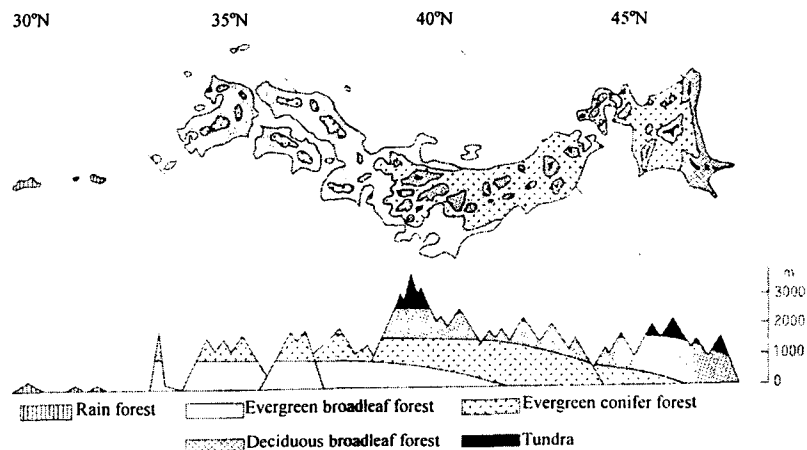 30°N 35°N 40°N 45°N
m
3000
2000
1000
0
Rain forest Evergreen broadleaf forest Evergreen conifer forest
Deciduous broadleaf forest Tundra